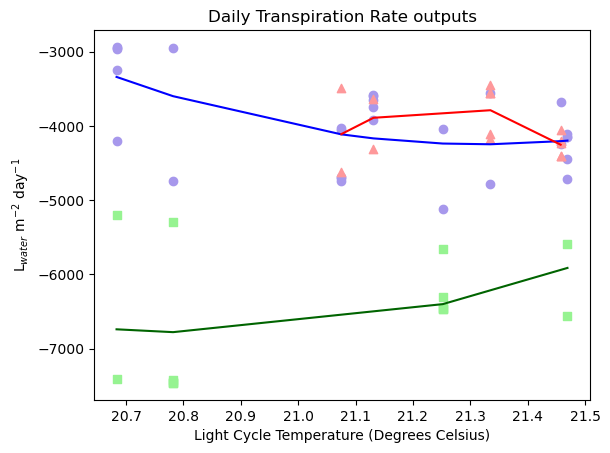 Daily Transpiration Rate outputs
−3000
−4000
−5000
−6000
−7000
L_water m⁻² day⁻¹
20.7 20.8 20.9 21.0 21.1 21.2 21.3 21.4 21.5
Light Cycle Temperature (Degrees Celsius)